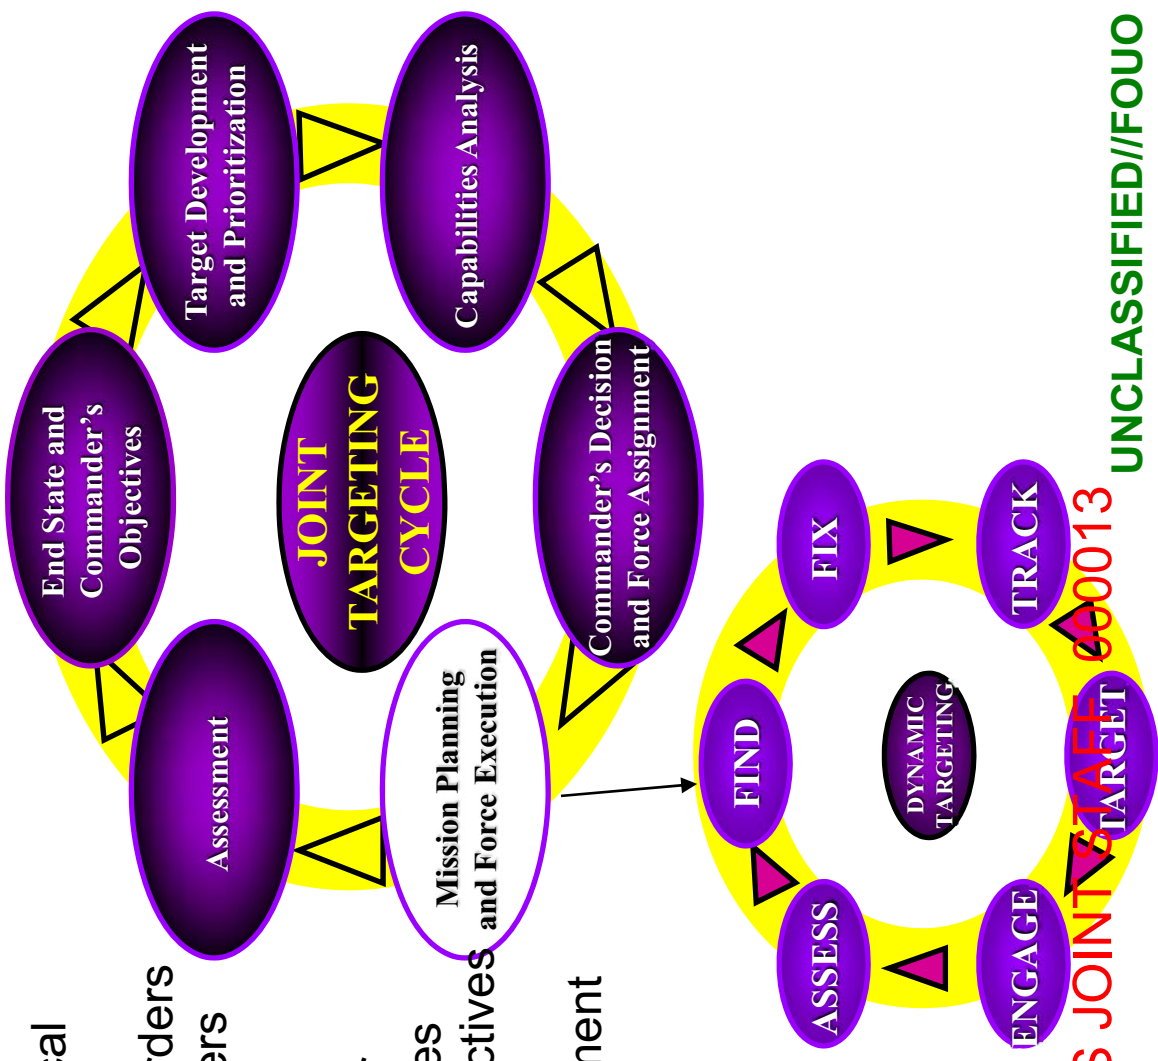 End State and
Commander’s
Objectives
Target Development
and Prioritization
Capabilities Analysis
Commander’s Decision
and Force Assignment
Mission Planning
and Force Execution
Assessment
JOINT
TARGETING
CYCLE
FIND
FIX
TRACK
TARGET
ENGAGE
ASSESS
DYNAMIC
TARGETING
JOINT STAFF 000013
UNCLASSIFIED//FOUO